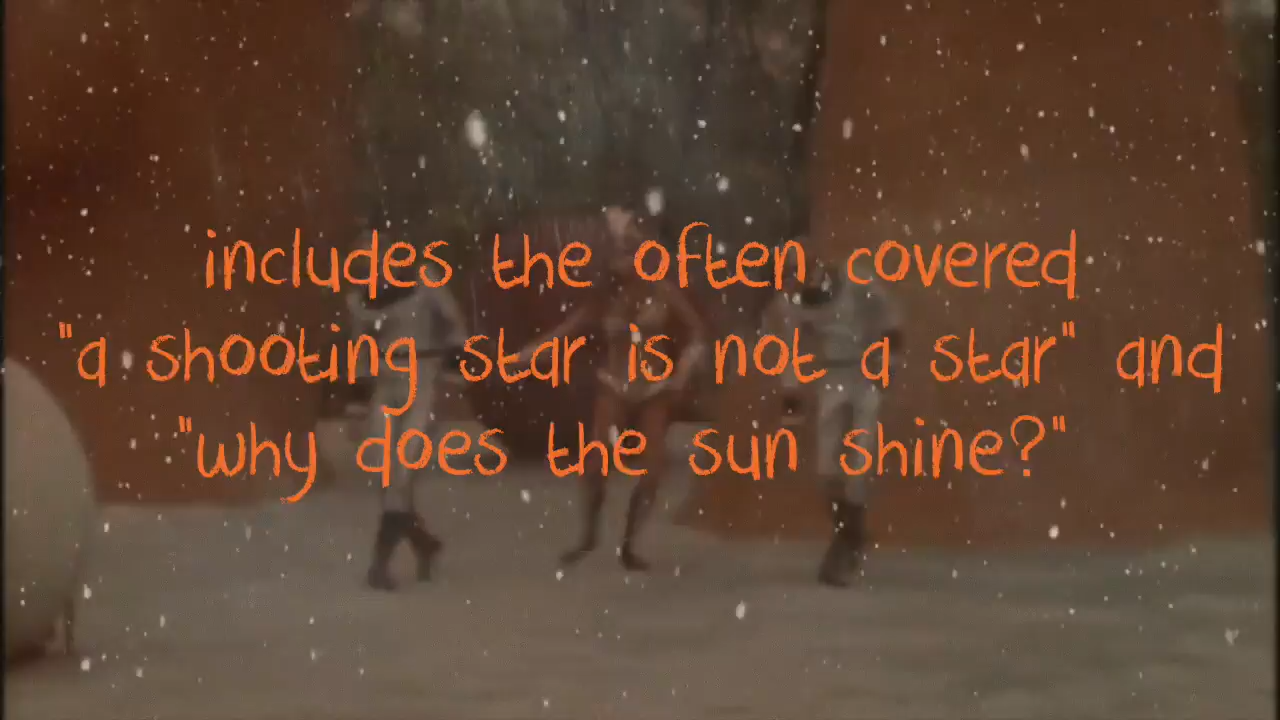 includes the often covered
"a shooting star is not a star" and
"why does the sun shine?"